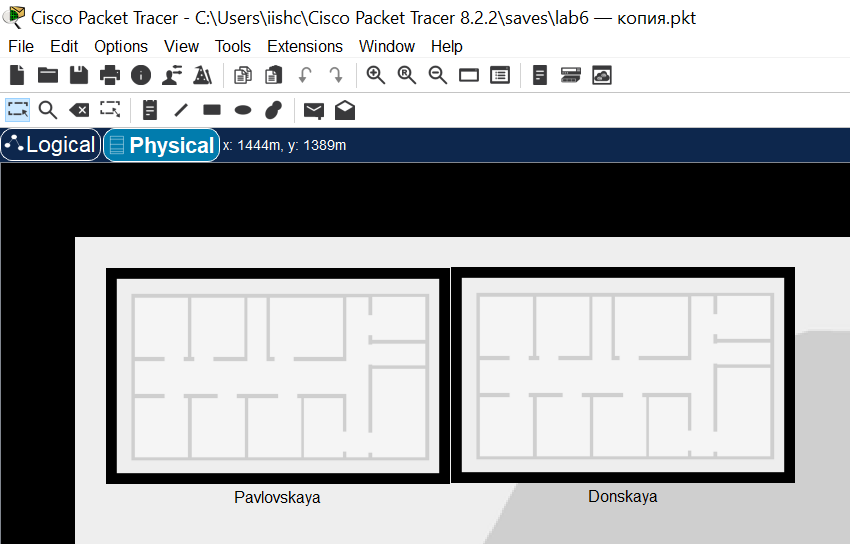 Cisco Packet Tracer - C:\Users\iishc\Cisco Packet Tracer 8.2.2\saves\lab6 — копия.pkt
File Edit Options View Tools Extensions Window Help
Logical Physical x: 1444m, y: 1389m
Pavlovskaya Donskaya